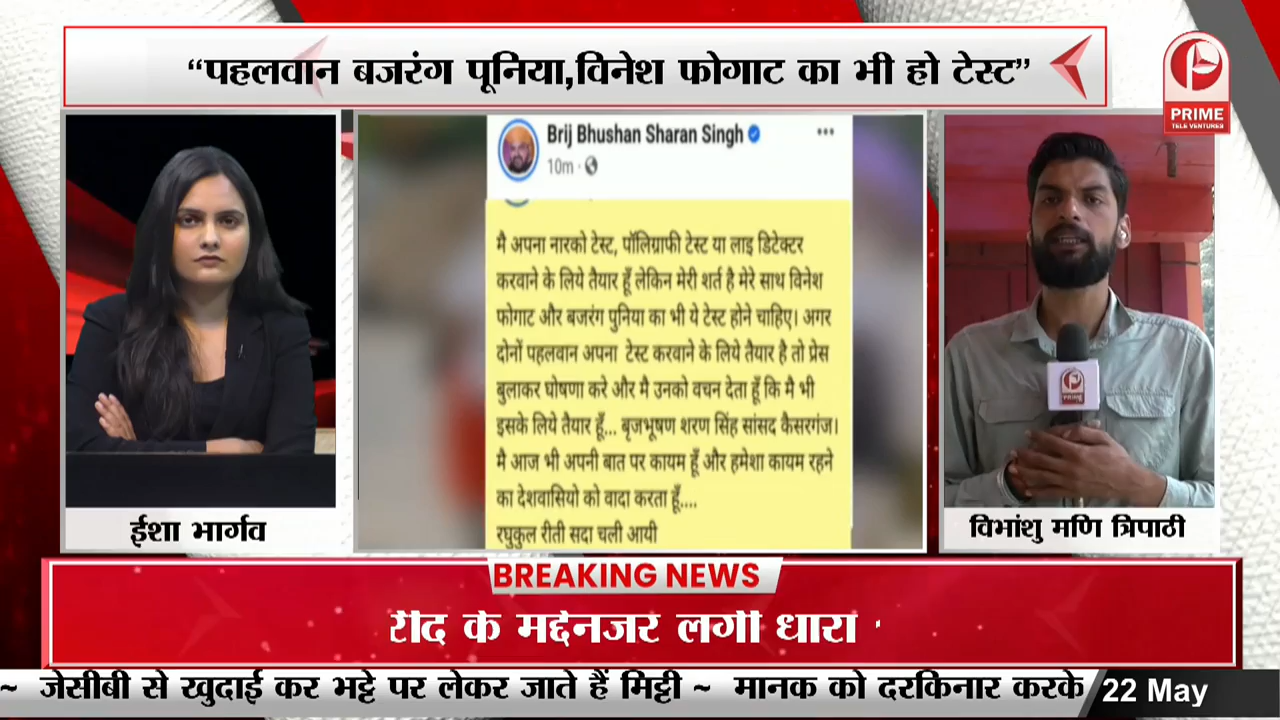 “पहलवान बजरंग पूनिया,विनेश फोगाट का भी हो टेस्ट”
PRIME
TELE VENTURES
Brij Bhushan Sharan Singh
10m
मै अपना नारको टेस्ट, पॉलिग्राफी टेस्ट या लाइ डिटेक्टर
करवाने के लिये तैयार हूँ लेकिन मेरी शर्त है मेरे साथ विनेश
फोगाट और बजरंग पुनिया का भी ये टेस्ट होने चाहिए। अगर
दोनों पहलवान अपना टेस्ट करवाने के लिये तैयार है तो प्रेस
बुलाकर घोषणा करे और मै उनको वचन देता हूँ कि मै भी
इसके लिये तैयार हूँ... बृजभूषण शरण सिंह सांसद कैसरगंज।
मै आज भी अपनी बात पर कायम हूँ और हमेशा कायम रहने
का देशवासियो को वादा करता हूँ....
रघुकुल रीती सदा चली आयी
PRIME
ईशा भार्गव
विभांशु मणि त्रिपाठी
BREAKING NEWS
के मद्देनजर लगी धारा
~ जेसीबी से खुदाई कर भट्टे पर लेकर जाते हैं मिट्टी ~ मानक को दरकिनार करके
22 May